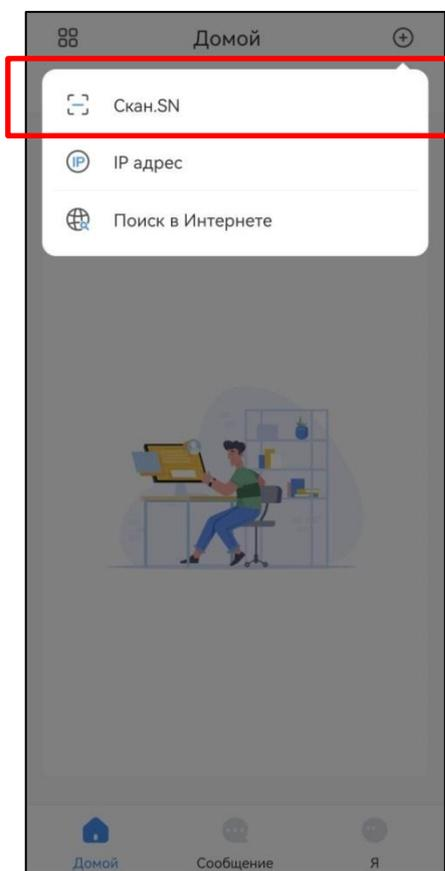 Домой
Скан.SN
IP адрес
Поиск в Интернете
Домой Сообщение Я